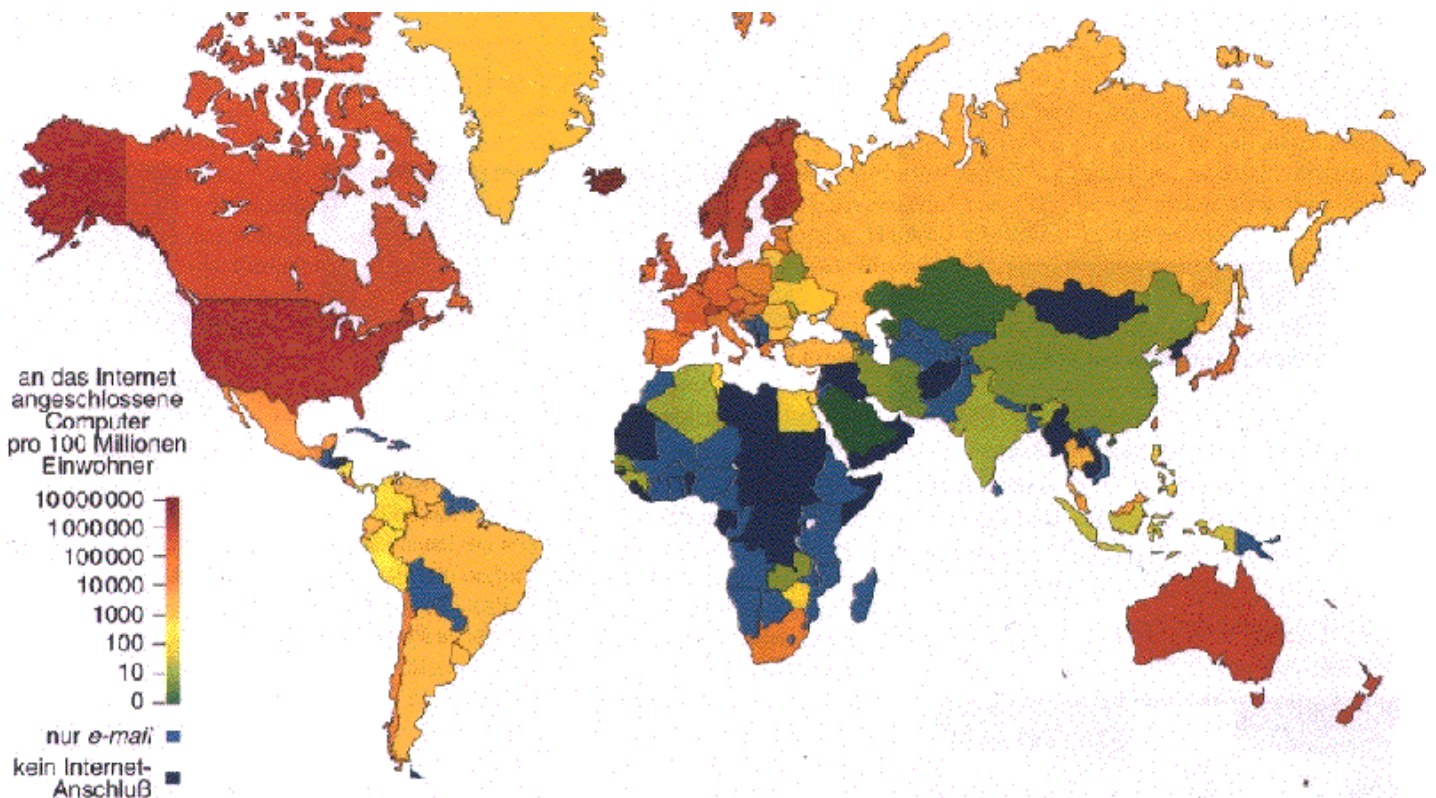 an das Internet
angeschlossene
Computer
pro 100 Millionen
Einwohner
10000000
1000000
100000
10000
1000
100
10
0
nur e-mail
kein Internet-
Anschluß